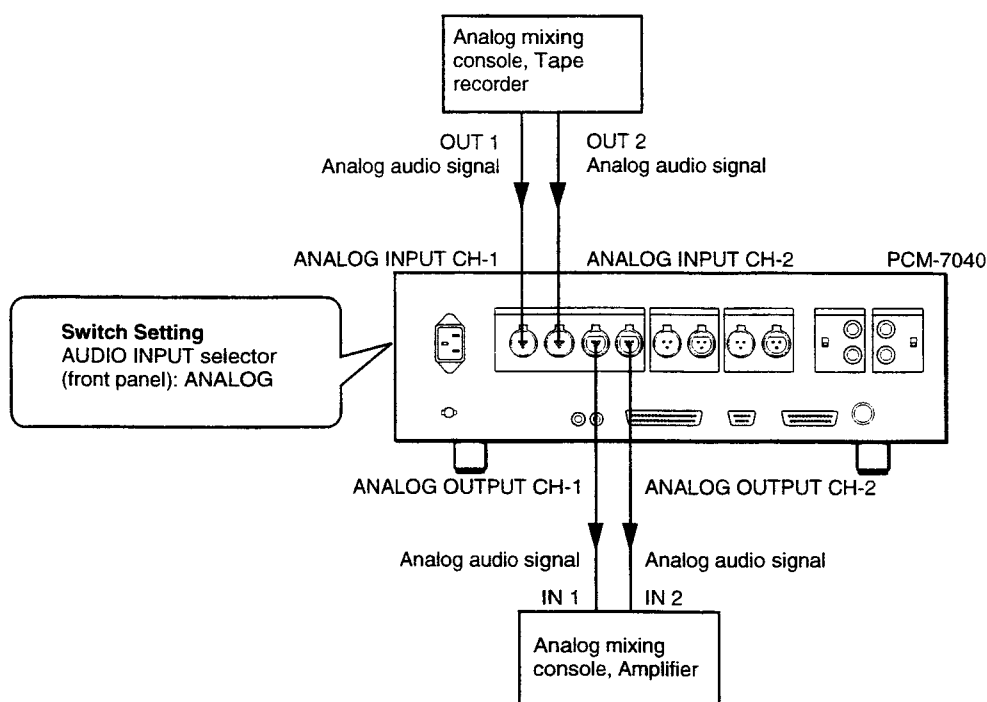 Analog mixing
console, Tape
recorder
OUT 1
Analog audio signal
OUT 2
Analog audio signal
ANALOG INPUT CH-1
ANALOG INPUT CH-2
PCM-7040
Switch Setting
AUDIO INPUT selector
(front panel): ANALOG
ANALOG OUTPUT CH-1
ANALOG OUTPUT CH-2
Analog audio signal
Analog audio signal
IN 1
IN 2
Analog mixing
console, Amplifier